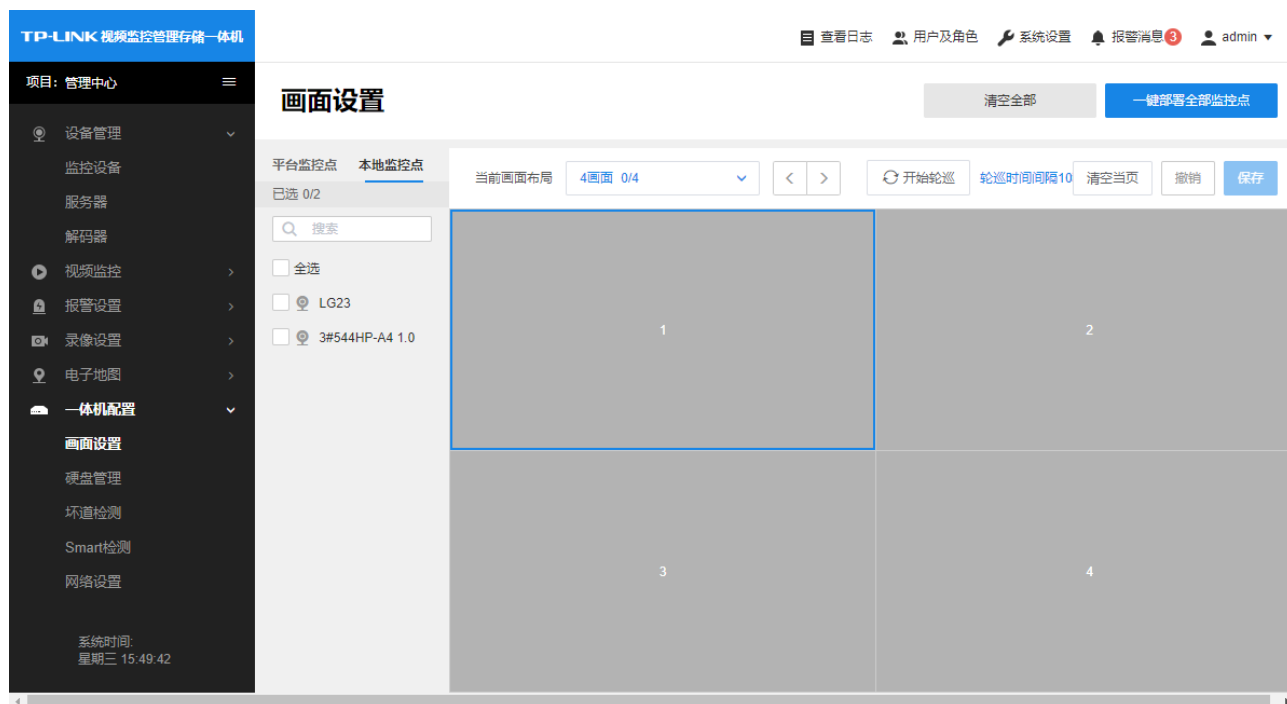 TP-LINK 视频监控管理存储一体机
查看日志 用户及角色 系统设置 报警消息 3 admin
项目: 管理中心
设备管理
监控设备
服务器
解码器
视频监控
报警设置
录像设置
电子地图
一体机配置
画面设置
硬盘管理
坏道检测
Smart检测
网络设置
系统时间:
星期三 15:49:42
画面设置
清空全部 一键部署全部监控点
平台监控点 本地监控点
已选 0/2
搜索
全选
LG23
3#544HP-A4 1.0
当前画面布局 4画面 0/4 开始轮巡 轮巡时间间隔10 清空当页 撤销 保存
1 2
3 4